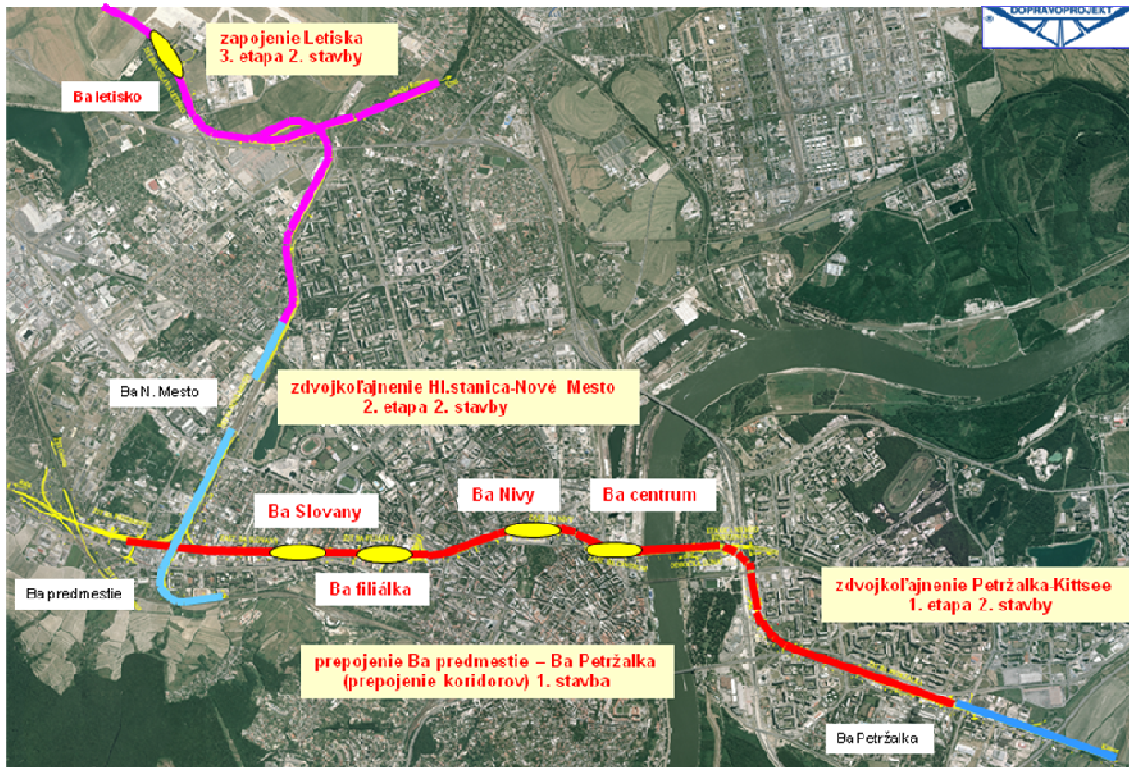 DOPRAVOPROJEKT
®
zapojenie Letiska
3. etapa 2. stavby
Ba letisko
Ba N. Mesto
zdvojkoľajnenie Hl.stanica-Nové Mesto
2. etapa 2. stavby
Ba Slovany
Ba Nivy
Ba centrum
Ba predmestie
Ba filiálka
zdvojkoľajnenie Petržalka-Kittsee
1. etapa 2. stavby
prepojenie Ba predmestie – Ba Petržalka
(prepojenie koridorov) 1. stavba
Ba Petržalka